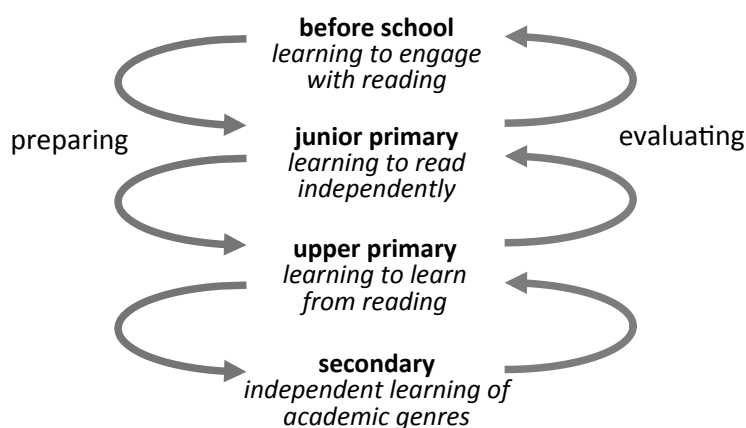 before school
learning to engage
with reading
preparing
junior primary
learning to read
independently
evaluating
upper primary
learning to learn
from reading
secondary
independent learning of
academic genres